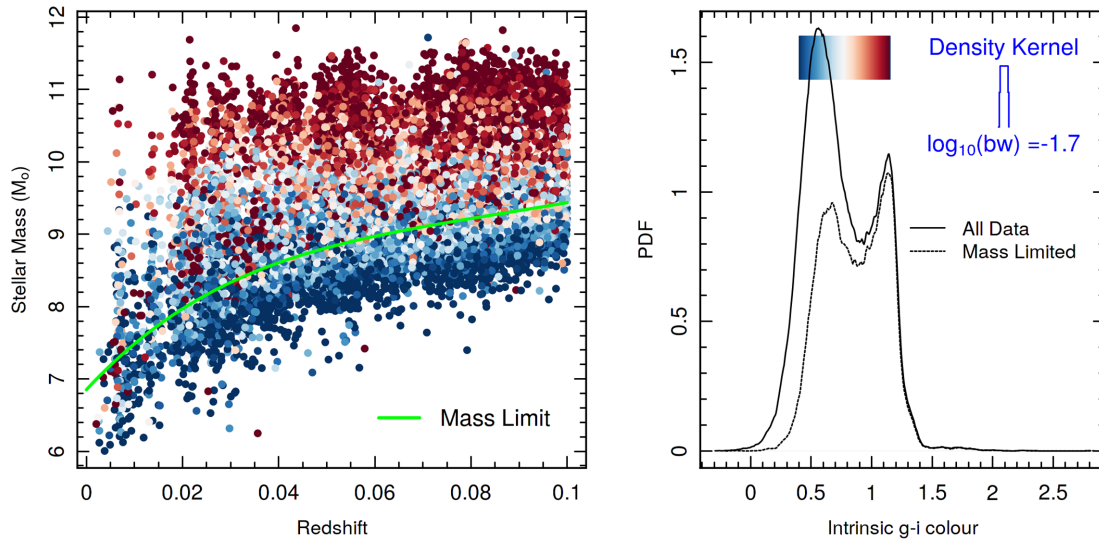 Stellar Mass (M₀)
12
11
10
9
8
7
6
Mass Limit
0
0.02
0.04
0.06
0.08
0.1
Redshift
PDF
1.5
1
0.5
0
Density Kernel
log₁₀(bw) =-1.7
All Data
Mass Limited
0
0.5
1
1.5
2
2.5
Intrinsic g-i colour